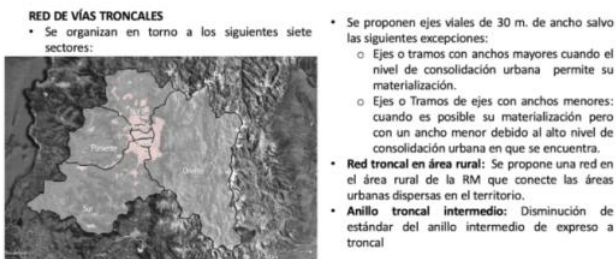 RED DE VÍAS TRONCALES
• Se organizan en torno a los siguientes siete
sectores:
Poniente
Oriente
Sur
• Se proponen ejes viales de 30 m. de ancho salvo
las siguientes excepciones:
o Ejes o tramos con anchos mayores cuando el
nivel de consolidación urbana permite su
materialización.
o Ejes o Tramos de ejes con anchos menores:
cuando es posible su materialización pero
con un ancho menor debido al alto nivel de
consolidación urbana en que se encuentra.
• Red troncal en área rural: Se propone una red en
el área rural de la RM que conecte las áreas
urbanas dispersas en el territorio.
• Anillo troncal intermedio: Disminución de
estándar del anillo intermedio de expreso a
troncal